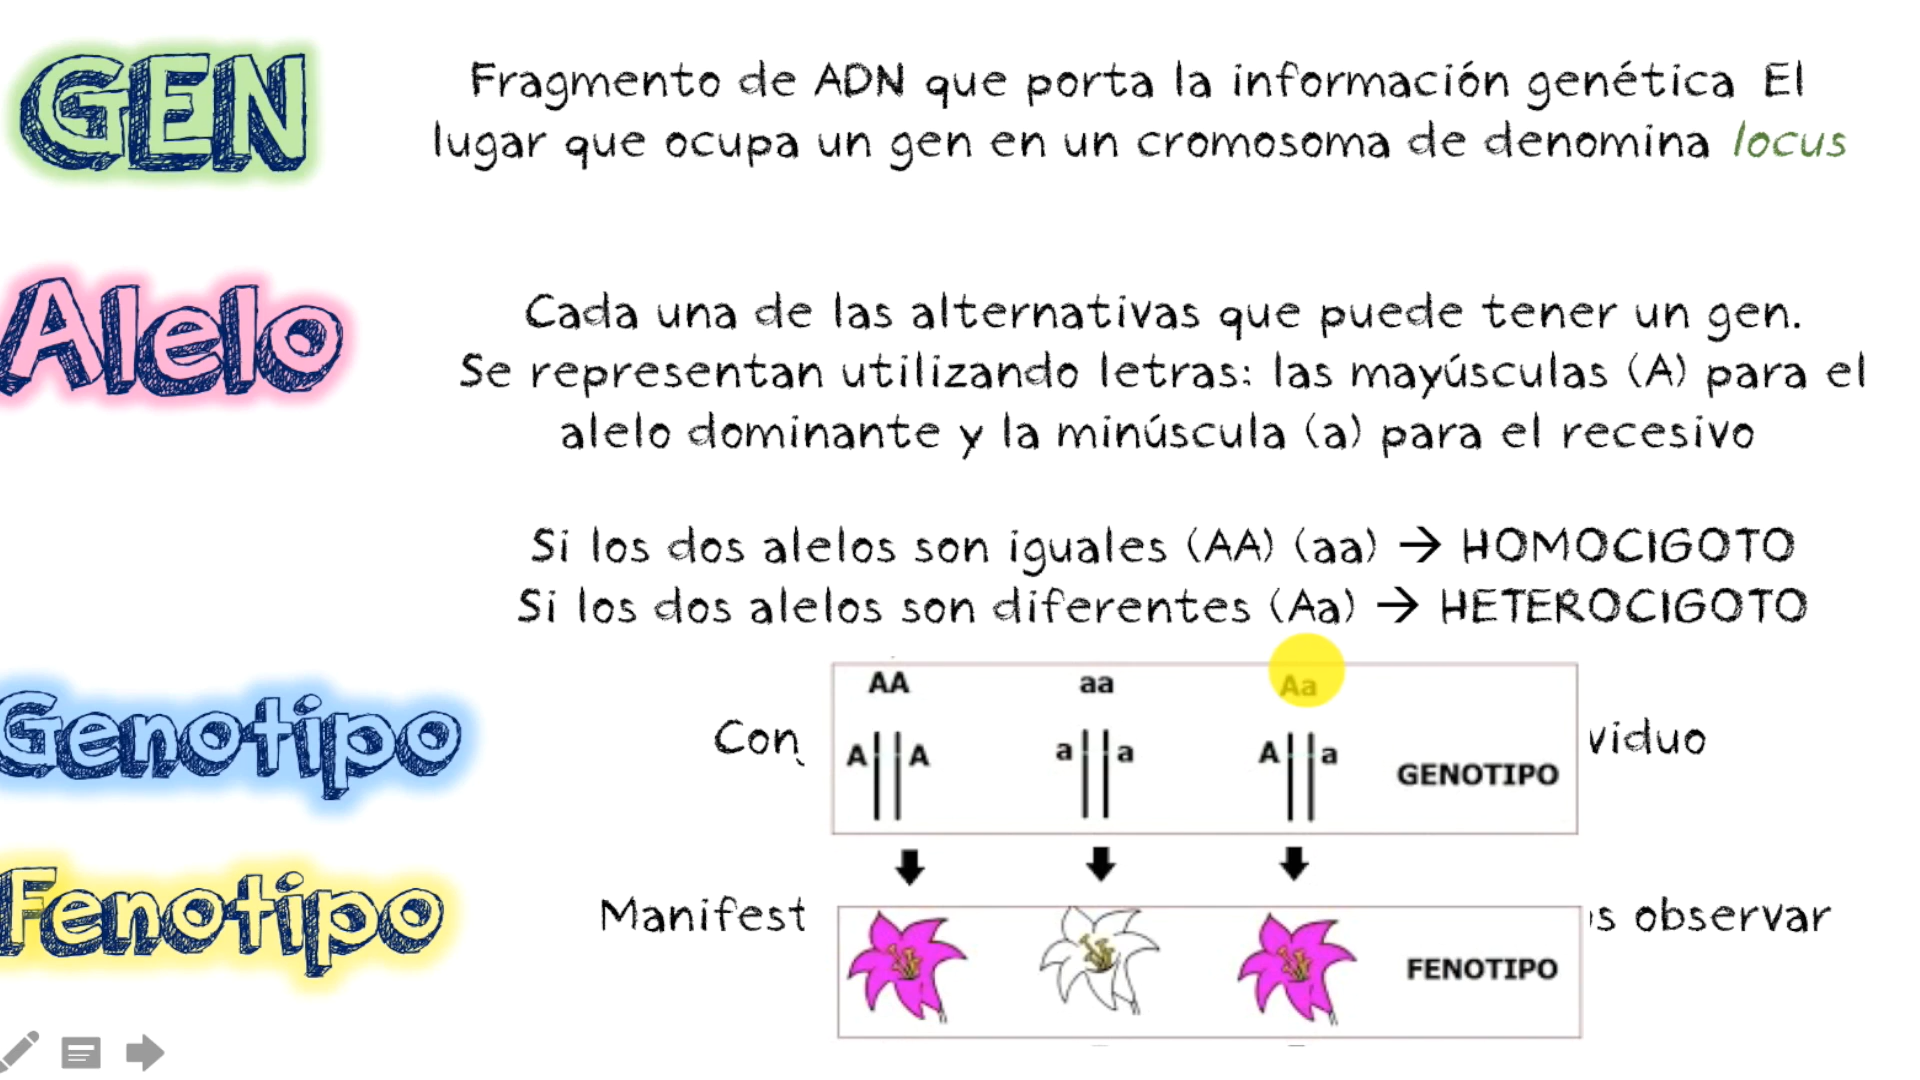 GEN
Fragmento de ADN que porta la información genética El
lugar que ocupa un gen en un cromosoma de denomina locus
Alelo
Cada una de las alternativas que puede tener un gen.
Se representan utilizando letras: las mayúsculas (A) para el
alelo dominante y la minúscula (a) para el recesivo
Si los dos alelos son iguales (AA) (aa) → HOMOCIGOTO
Si los dos alelos son diferentes (Aa) → HETEROCIGOTO
Genotipo
AA aa Aa
A A a a A a
GENOTIPO
Fenotipo
observar
FENOTIPO